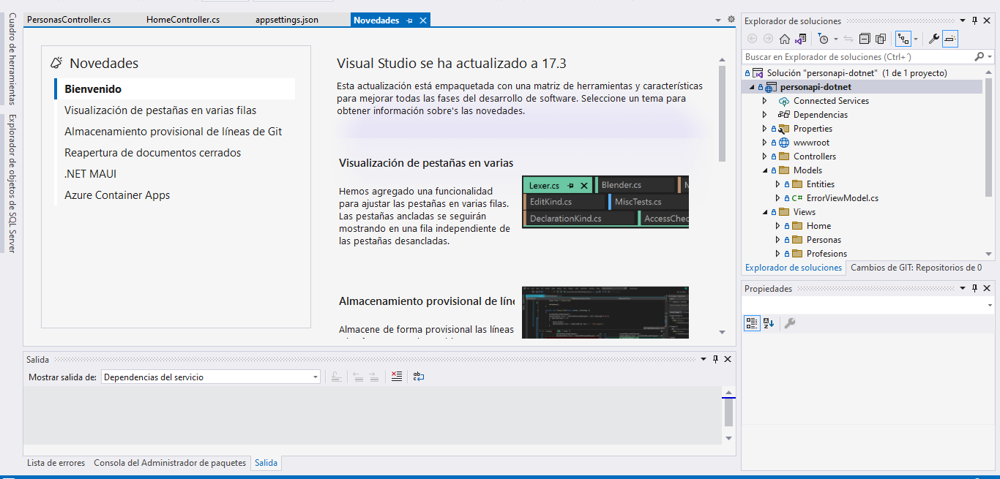 Cuadro de herramientas
Explorador de objetos de SQL Server
PersonasController.cs
HomeController.cs
appsettings.json
Novedades
Novedades
Bienvenido
Visualización de pestañas en varias filas
Almacenamiento provisional de líneas de Git
Reapertura de documentos cerrados
.NET MAUI
Azure Container Apps
Visual Studio se ha actualizado a 17.3
Esta actualización está empaquetada con una matriz de herramientas y características
para mejorar todas las fases del desarrollo de software. Seleccione un tema para
obtener información sobre's las novedades.
Visualización de pestañas en varias
Hemos agregado una funcionalidad
para ajustar las pestañas en varias filas.
Las pestañas ancladas se seguirán
mostrando en una fila independiente de
las pestañas desancladas.
Lexer.cs
Blender.cs
EditKind.cs
MiscTests.cs
DeclarationKind.cs
AccessChec
Almacenamiento provisional de líne
Almacene de forma provisional las líneas
Salida
Mostrar salida de: Dependencias del servicio
Lista de errores
Consola del Administrador de paquetes
Salida
Explorador de soluciones
Buscar en Explorador de soluciones (Ctrl+´)
Solución "personapi-dotnet" (1 de 1 proyecto)
personapi-dotnet
Connected Services
Dependencias
Properties
wwwroot
Controllers
Models
Entities
C# ErrorViewModel.cs
Views
Home
Personas
Profesions
Explorador de soluciones
Cambios de GIT: Repositorios de 0
Propiedades